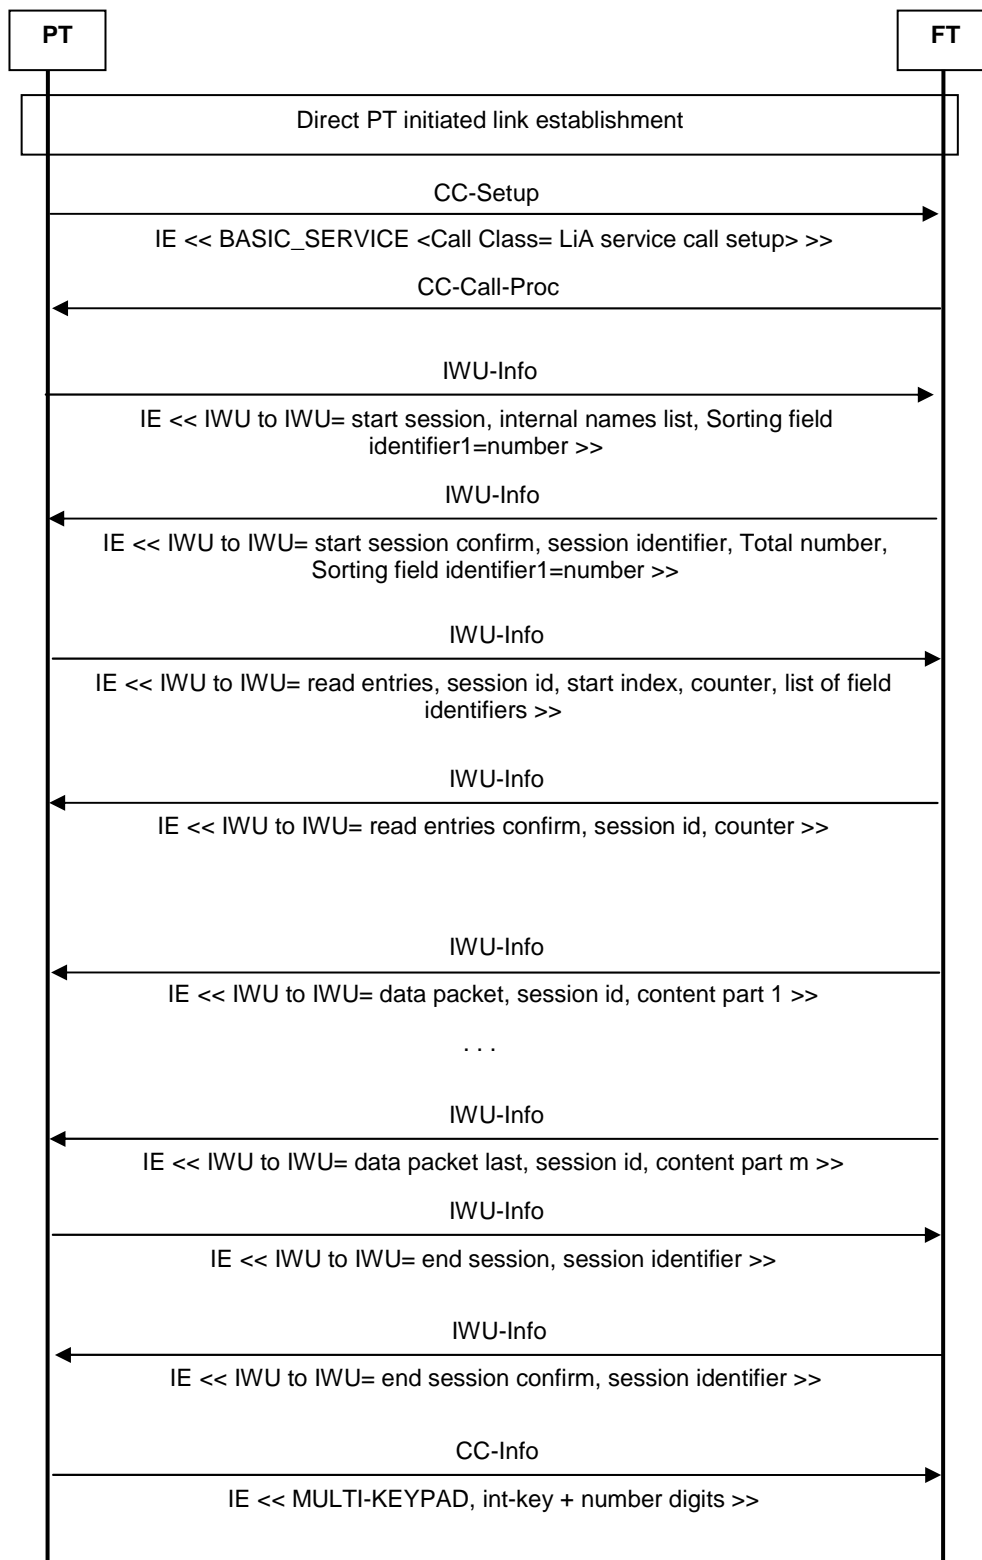 PT
FT
Direct PT initiated link establishment
CC-Setup
IE << BASIC_SERVICE <Call Class= LiA service call setup> >>
CC-Call-Proc
IWU-Info
IE << IWU to IWU= start session, internal names list, Sorting field
identifier1=number >>
IWU-Info
IE << IWU to IWU= start session confirm, session identifier, Total number,
Sorting field identifier1=number >>
IWU-Info
IE << IWU to IWU= read entries, session id, start index, counter, list of field
identifiers >>
IWU-Info
IE << IWU to IWU= read entries confirm, session id, counter >>
IWU-Info
IE << IWU to IWU= data packet, session id, content part 1 >>
. . .
IWU-Info
IE << IWU to IWU= data packet last, session id, content part m >>
IWU-Info
IE << IWU to IWU= end session, session identifier >>
IWU-Info
IE << IWU to IWU= end session confirm, session identifier >>
CC-Info
IE << MULTI-KEYPAD, int-key + number digits >>